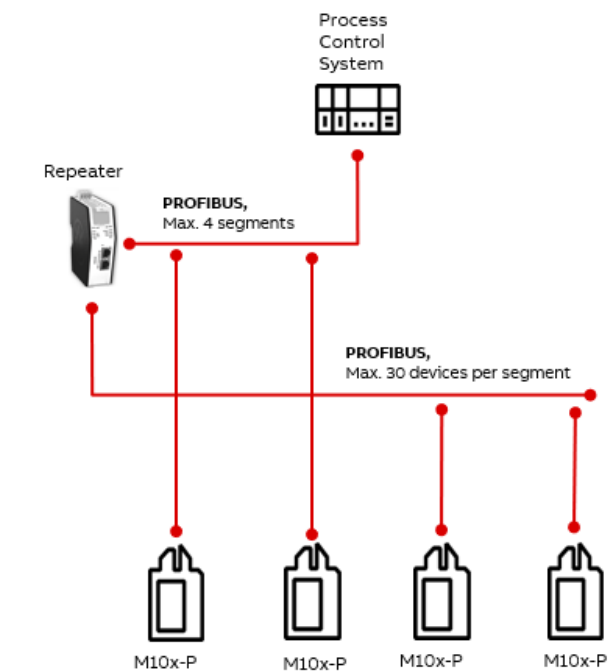 Process
Control
System
Repeater
PROFIBUS,
Max. 4 segments
PROFIBUS,
Max. 30 devices per segment
M10x-P
M10x-P
M10x-P
M10x-P